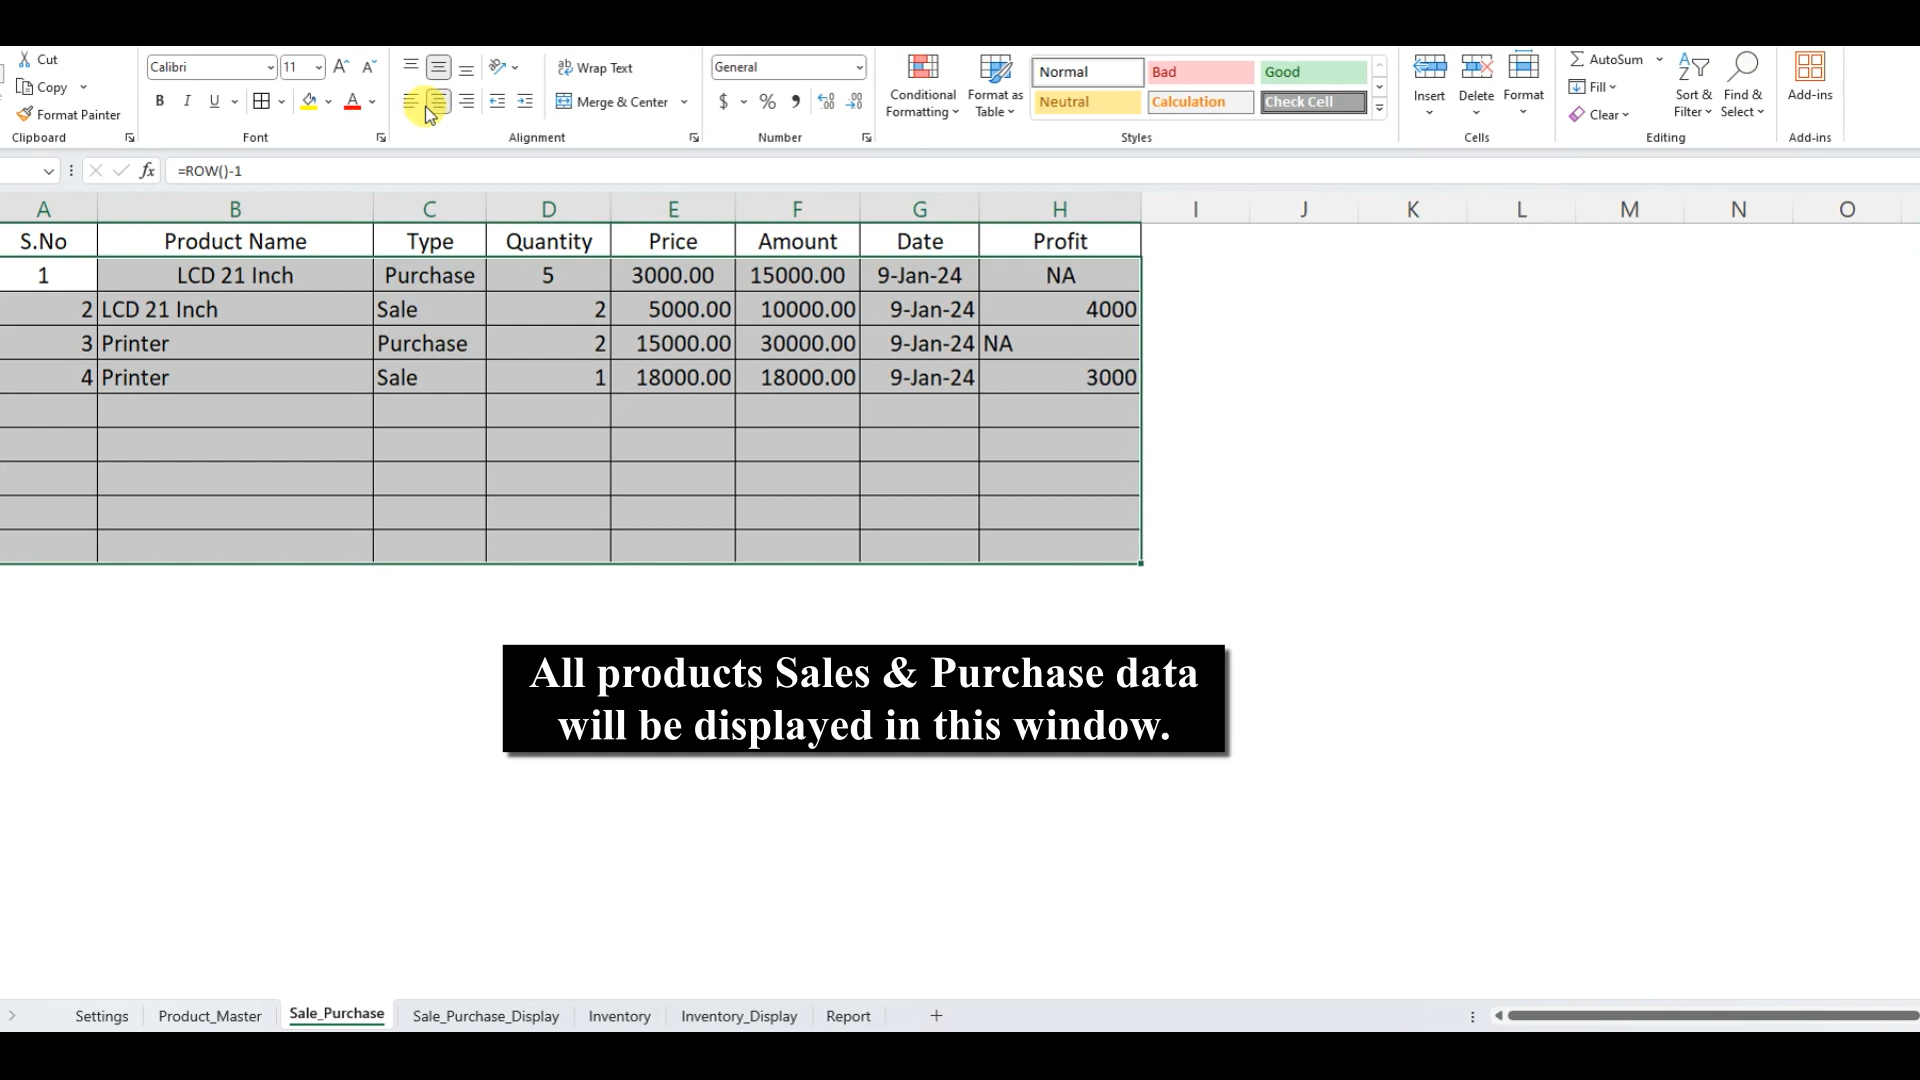 Cut
Copy
Format Painter
Clipboard
Calibri 11
B I U A
Font
Wrap Text
Merge & Center
Alignment
General
$ % ,
Number
Conditional Formatting
Format as Table
Normal Bad Good
Neutral Calculation Check Cell
Styles
Insert Delete Format
Cells
AutoSum
Fill
Clear
Sort & Filter
Find & Select
Editing
Add-ins
Add-ins
fx =ROW()-1
A B C D E F G H I J K L M N O
S.No Product Name Type Quantity Price Amount Date Profit
1 LCD 21 Inch Purchase 5 3000.00 15000.00 9-Jan-24 NA
2 LCD 21 Inch Sale 2 5000.00 10000.00 9-Jan-24 4000
3 Printer Purchase 2 15000.00 30000.00 9-Jan-24 NA
4 Printer Sale 1 18000.00 18000.00 9-Jan-24 3000
All products Sales & Purchase data
will be displayed in this window.
Settings Product_Master Sale_Purchase Sale_Purchase_Display Inventory Inventory_Display Report +